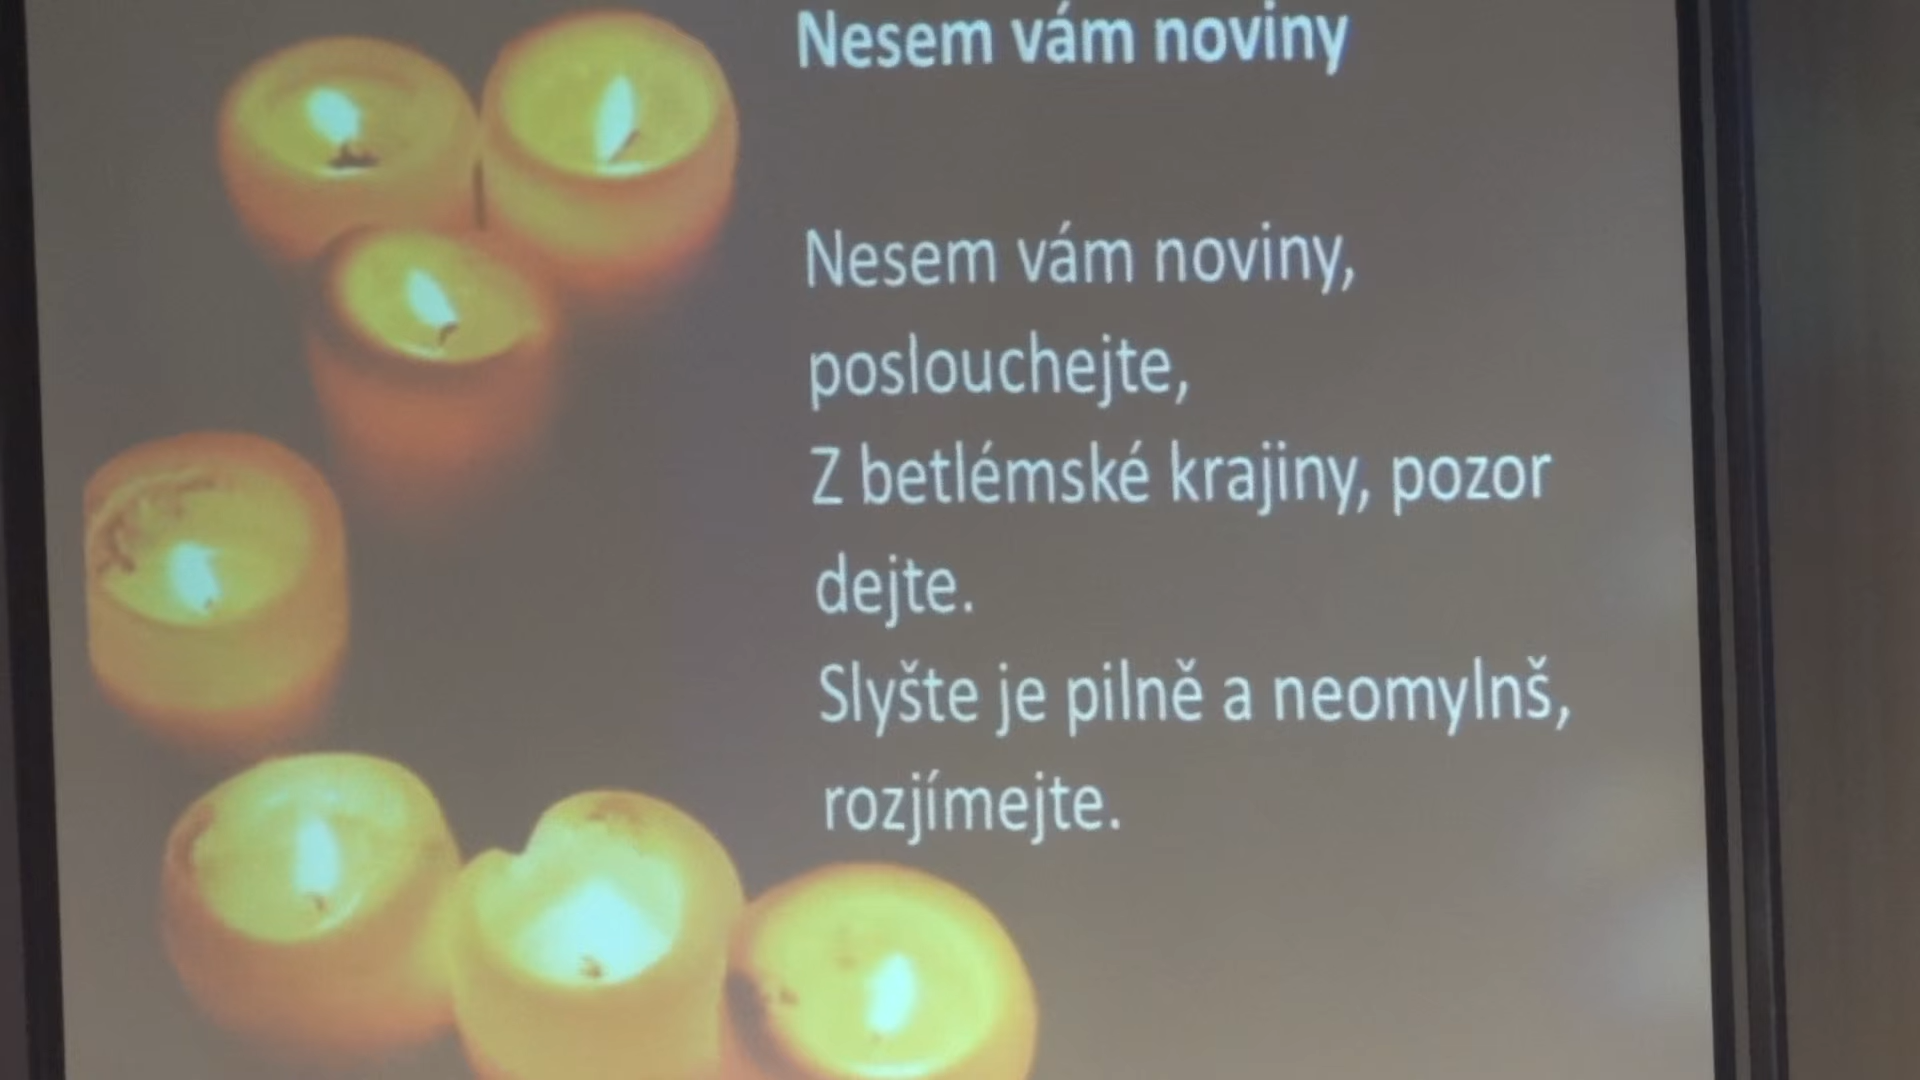 Nesem vám noviny
Nesem vám noviny,
poslouchejte,
Z betlémské krajiny, pozor
dejte.
Slyšte je pilně a neomylnš,
rozjímejte.